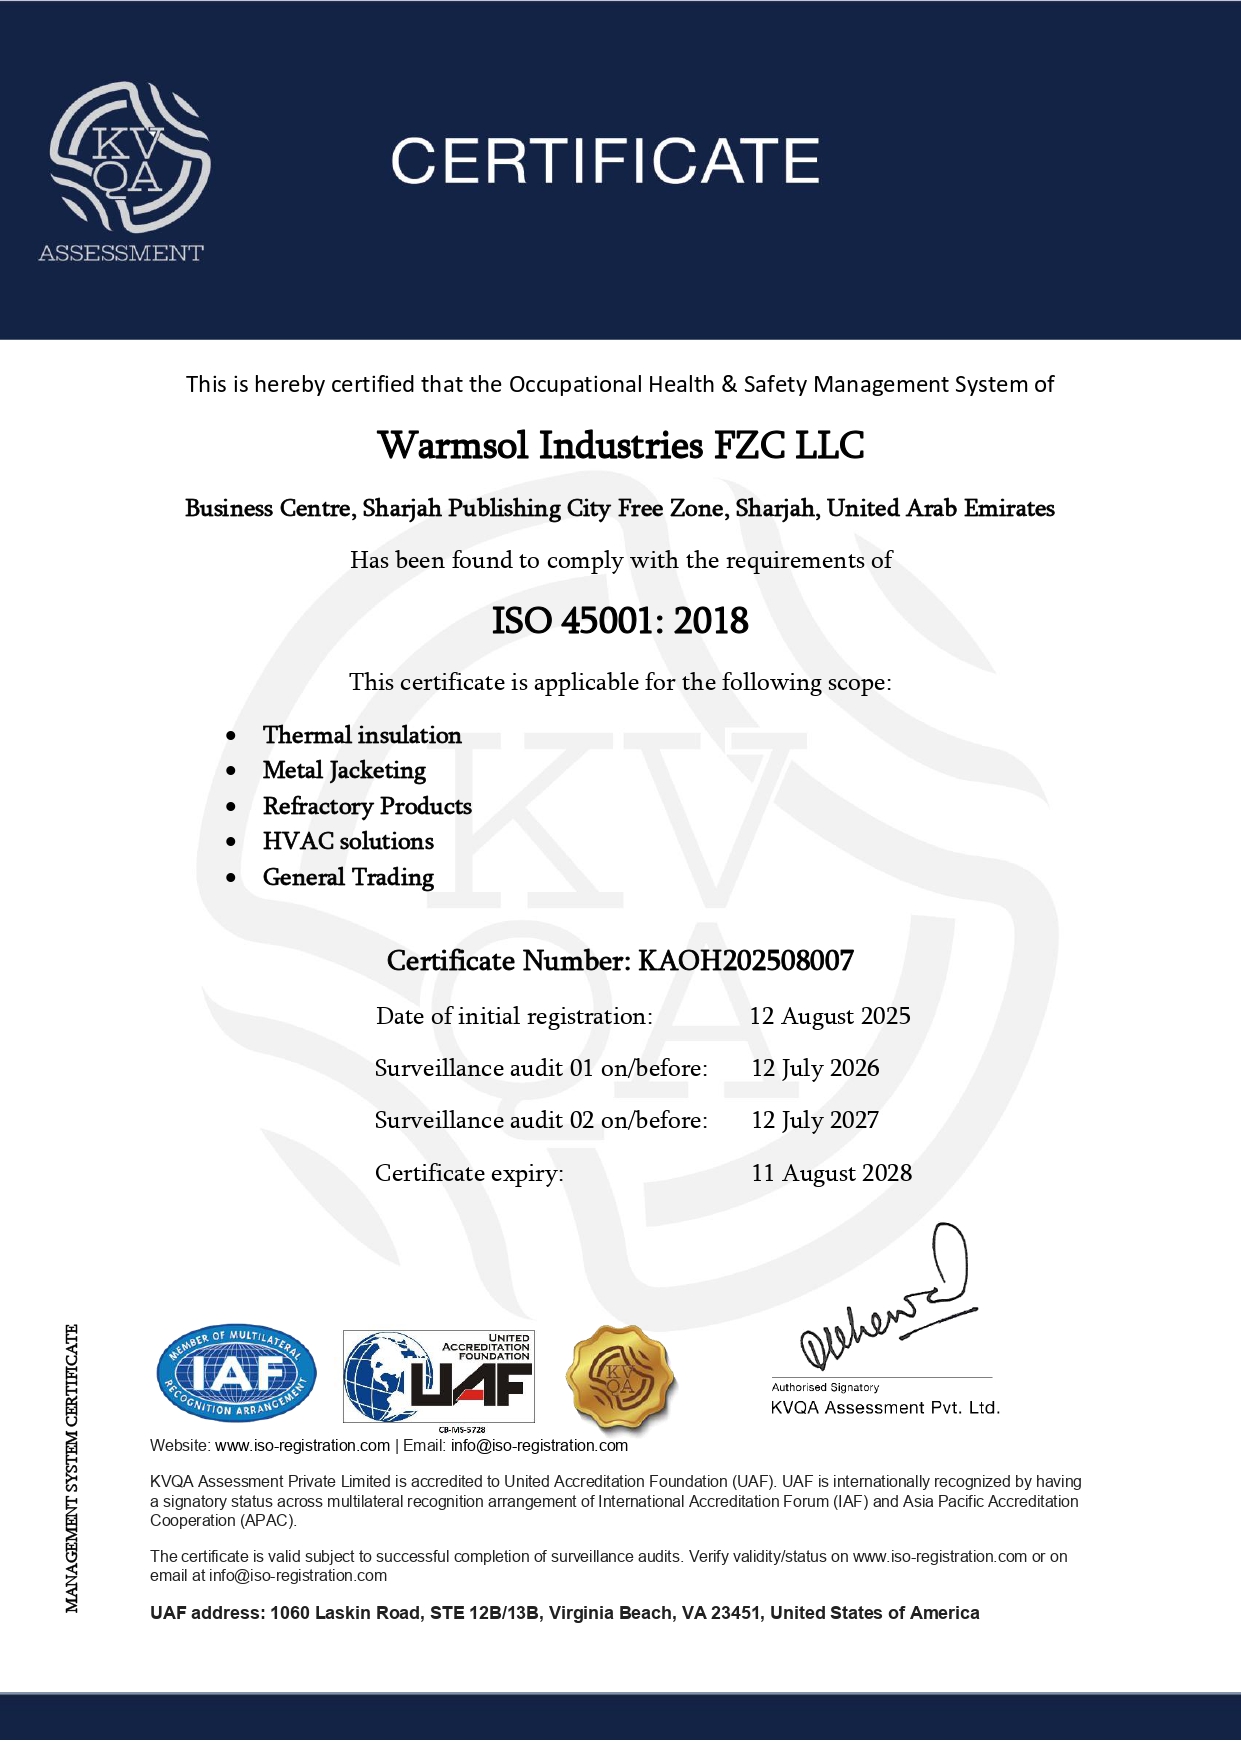 KV
QA
ASSESSMENT
CERTIFICATE
This is hereby certified that the Occupational Health & Safety Management System of
Warmsol Industries FZC LLC
Business Centre, Sharjah Publishing City Free Zone, Sharjah, United Arab Emirates
Has been found to comply with the requirements of
ISO 45001: 2018
This certificate is applicable for the following scope:
• Thermal insulation
• Metal Jacketing
• Refractory Products
• HVAC solutions
• General Trading
KV
QA
Certificate Number: KAOH202508007
Date of initial registration: 12 August 2025
Surveillance audit 01 on/before: 12 July 2026
Surveillance audit 02 on/before: 12 July 2027
Certificate expiry: 11 August 2028
MEMBER OF MULTILATERAL
IAF
RECOGNITION ARRANGEMENT
UNITED
ACCREDITATION
FOUNDATION
UAF
CB-MS-5728
KV
QA
Authorised Signatory
KVQA Assessment Pvt. Ltd.
MANAGEMENT SYSTEM CERTIFICATE
Website: www.iso-registration.com | Email: info@iso-registration.com
KVQA Assessment Private Limited is accredited to United Accreditation Foundation (UAF). UAF is internationally recognized by having
a signatory status across multilateral recognition arrangement of International Accreditation Forum (IAF) and Asia Pacific Accreditation
Cooperation (APAC).
The certificate is valid subject to successful completion of surveillance audits. Verify validity/status on www.iso-registration.com or on
email at info@iso-registration.com
UAF address: 1060 Laskin Road, STE 12B/13B, Virginia Beach, VA 23451, United States of America